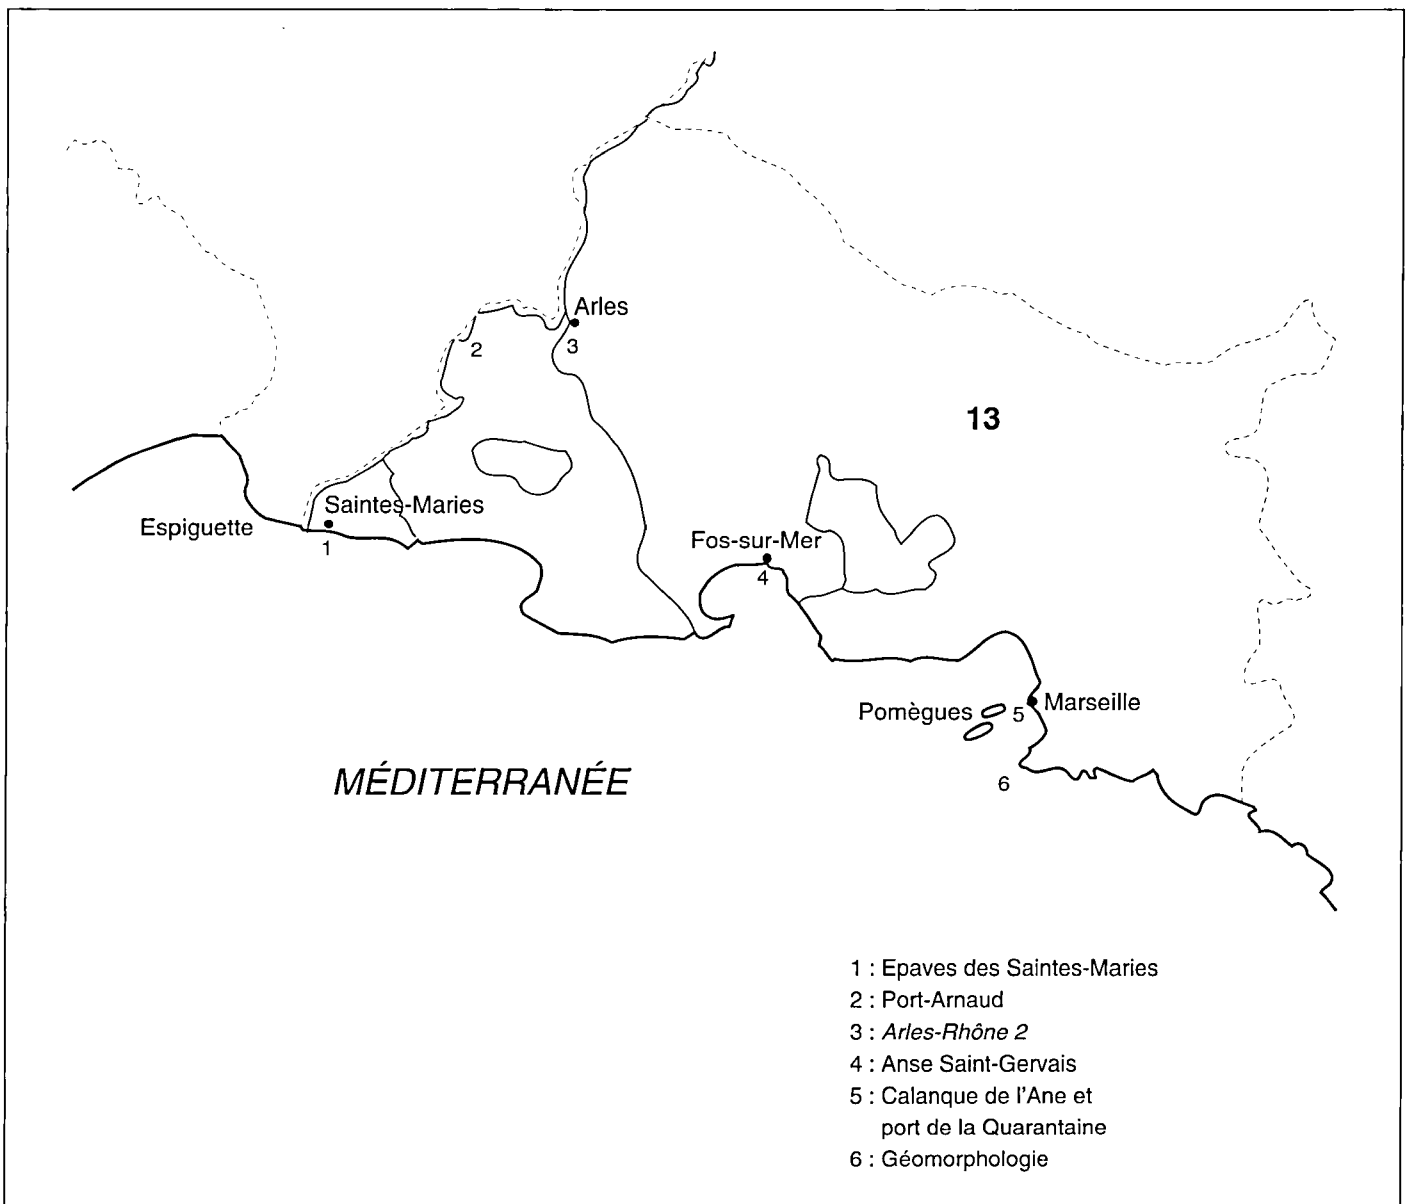 Arles
2
3
13
Saintes-Maries
Espiguette
1
Fos-sur-Mer
4
Pomègues
5
Marseille
MÉDITERRANÉE
6
1 : Epaves des Saintes-Maries
2 : Port-Arnaud
3 : Arles-Rhône 2
4 : Anse Saint-Gervais
5 : Calanque de l'Ane et
port de la Quarantaine
6 : Géomorphologie